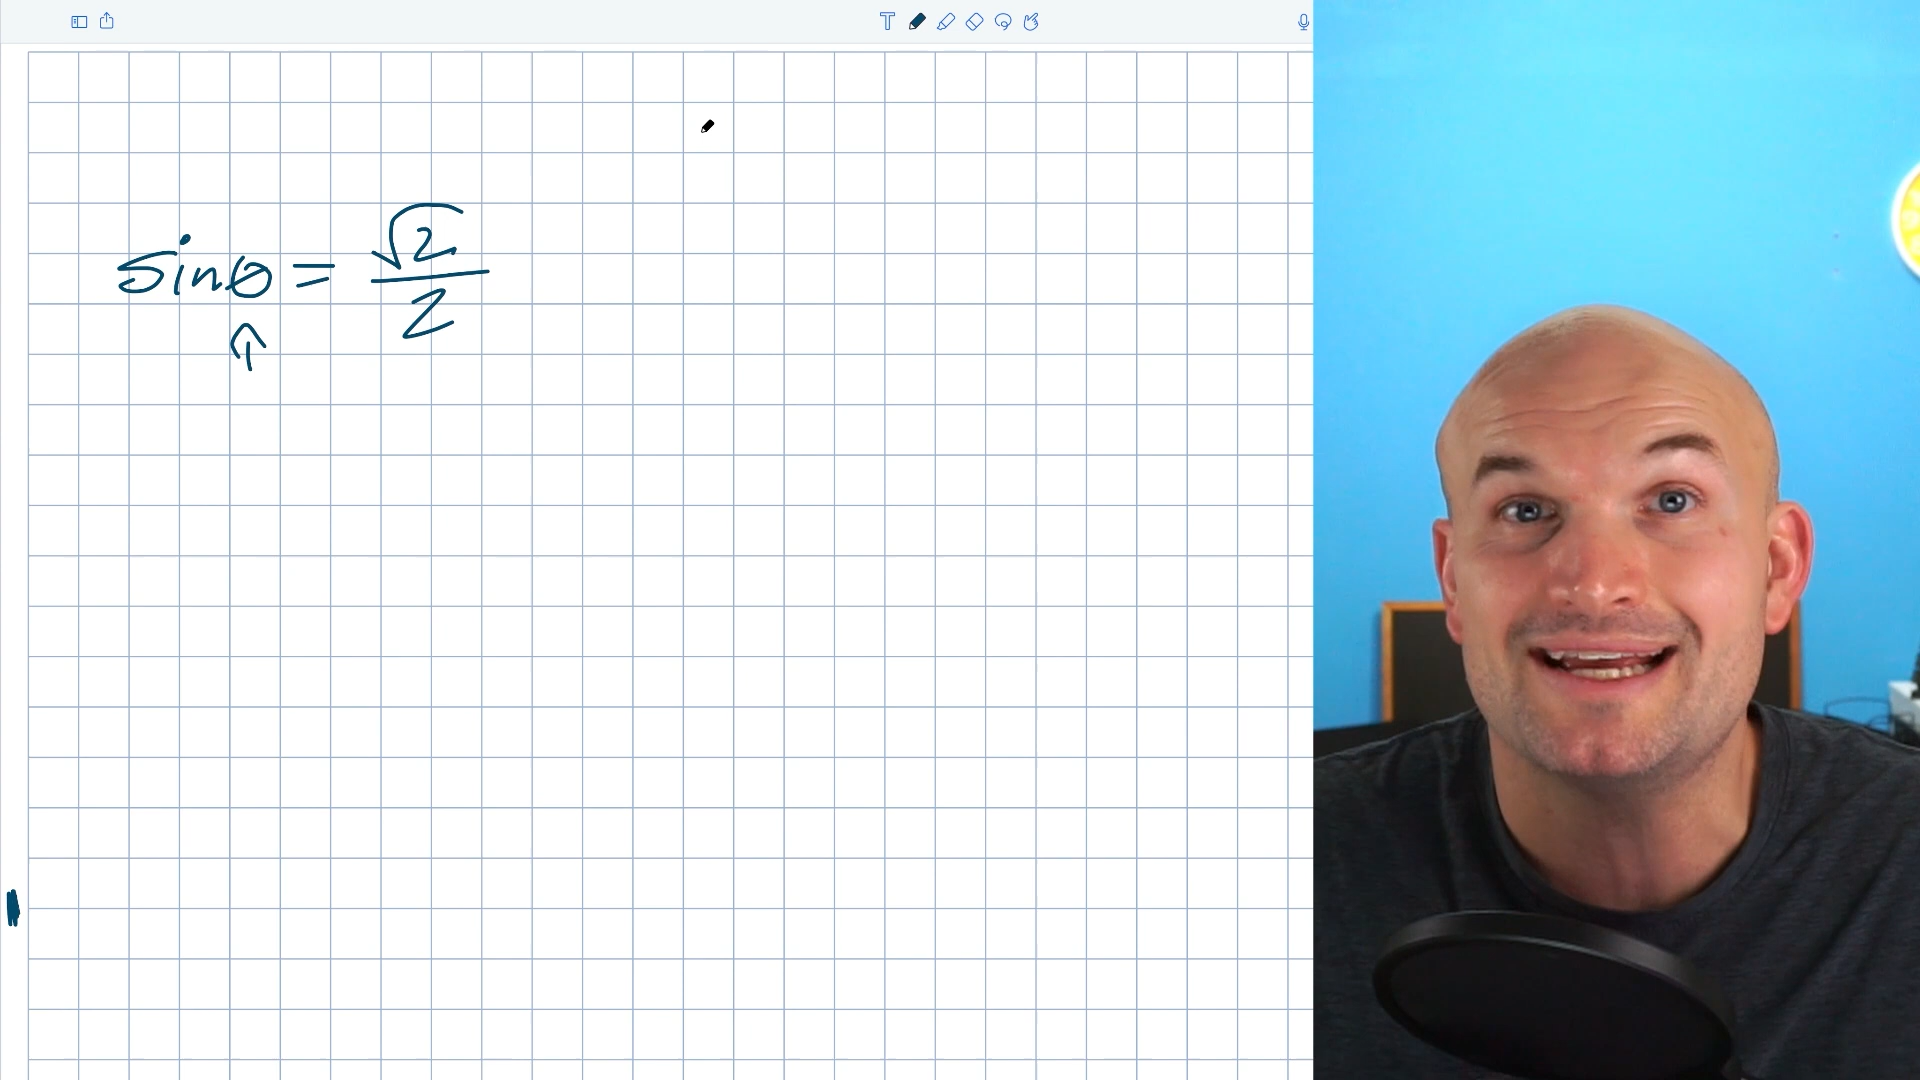 sinθ = √2/2
↑